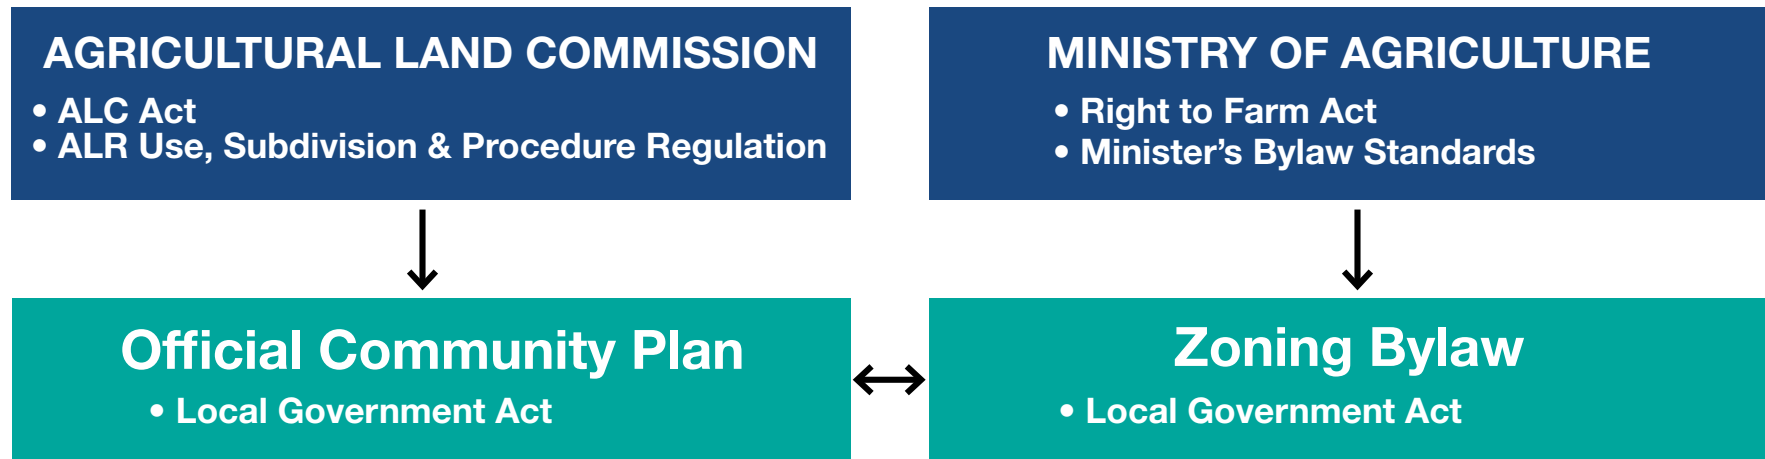 AGRICULTURAL LAND COMMISSION
• ALC Act
• ALR Use, Subdivision & Procedure Regulation
MINISTRY OF AGRICULTURE
• Right to Farm Act
• Minister’s Bylaw Standards
Official Community Plan
• Local Government Act
Zoning Bylaw
• Local Government Act